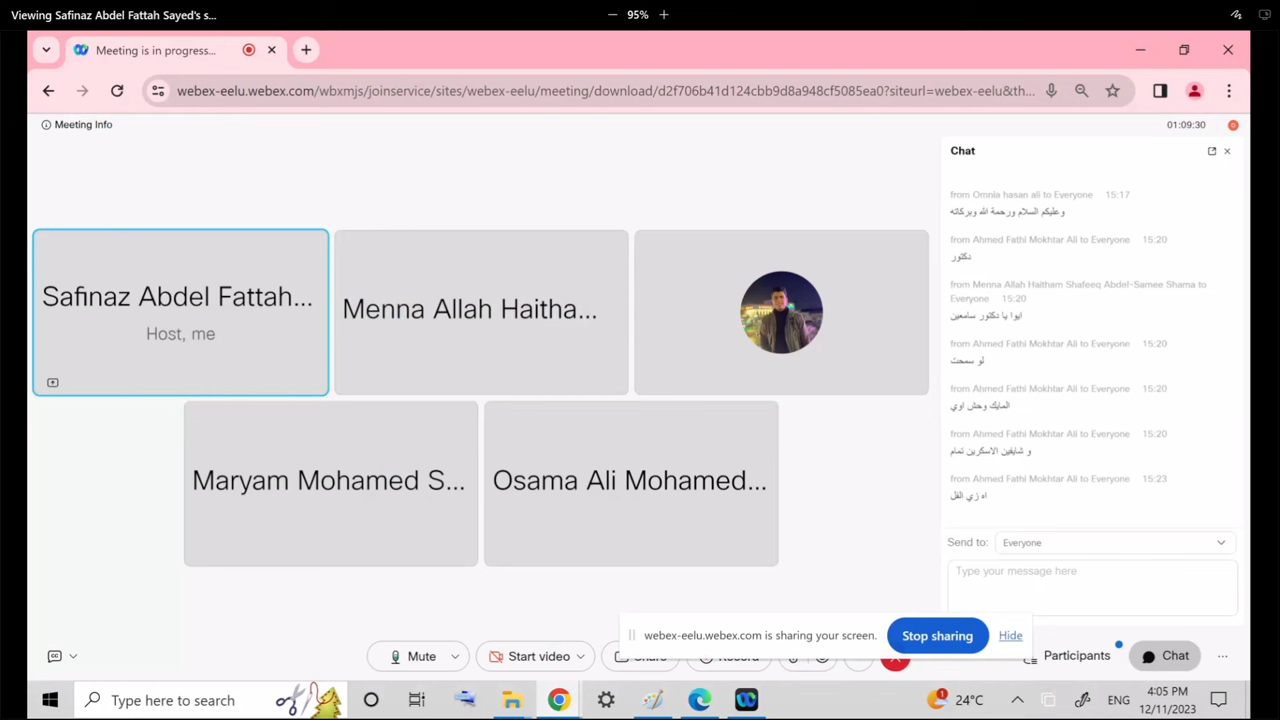 Viewing Safinaz Abdel Fattah Sayed's s...
95%
Meeting is in progress...
webex-eelu.webex.com/wbxmjs/joinservice/sites/webex-eelu/meeting/download/d2f706b41d124cbb9d8a948cf5085ea0?siteurl=webex-eelu&th...
Meeting Info
01:09:30
Chat
from Omnia hasan ali to Everyone 15:17
وعليكم السلام ورحمة الله وبركاته
from Ahmed Fathi Mokhtar Ali to Everyone 15:20
دكتور
from Menna Allah Haitham Shafeeq Abdel-Samee Shama to
Everyone 15:20
ايوا يا دكتور سامعين
from Ahmed Fathi Mokhtar Ali to Everyone 15:20
لو سمحت
from Ahmed Fathi Mokhtar Ali to Everyone 15:20
المايك وحش اوي
from Ahmed Fathi Mokhtar Ali to Everyone 15:20
و شايفين الاسكرين تمام
from Ahmed Fathi Mokhtar Ali to Everyone 15:23
اه زي الفل
Send to: Everyone
Type your message here
Safinaz Abdel Fattah...
Host, me
Menna Allah Haitha...
Maryam Mohamed S...
Osama Ali Mohamed...
webex-eelu.webex.com is sharing your screen.
Stop sharing
Hide
Mute
Start video
Share
Record
Participants
Chat
Type here to search
24°C
ENG
4:05 PM
12/11/2023